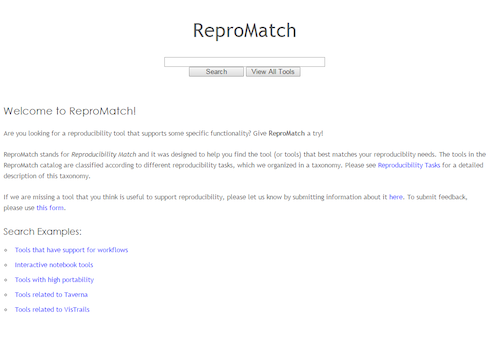 ReproMatch
Search View All Tools
Welcome to ReproMatch!
Are you looking for a reproducibility tool that supports some specific functionality? Give ReproMatch a try!
ReproMatch stands for Reproducibility Match and it was designed to help you find the tool (or tools) that best matches your reproducibility needs. The tools in the
ReproMatch catalog are classified according to different reproducibility tasks, which we organized in a taxonomy. Please see Reproducibility Tasks for a detailed
description of this taxonomy.
If we are missing a tool that you think is useful to support reproducibility, please let us know by submitting information about it here. To submit feedback,
please use this form.
Search Examples:
Tools that have support for workflows
Interactive notebook tools
Tools with high portability
Tools related to Taverna
Tools related to VisTrails